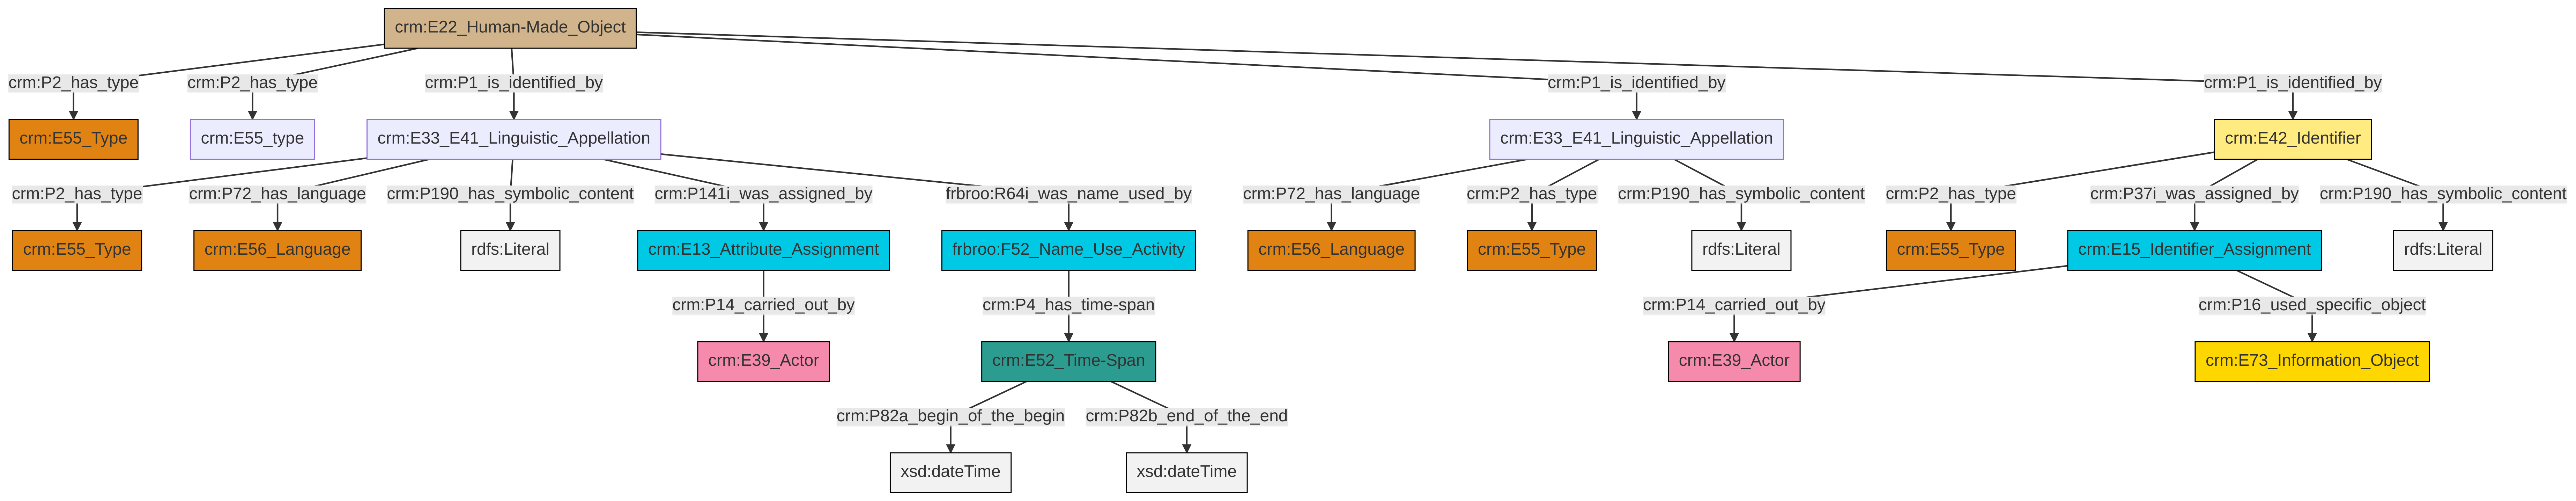 crm:E22_Human-Made_Object
crm:P2_has_type
crm:P2_has_type
crm:P1_is_identified_by
crm:P1_is_identified_by
crm:P1_is_identified_by
crm:E55_Type
crm:E55_type
crm:E33_E41_Linguistic_Appellation
crm:E33_E41_Linguistic_Appellation
crm:E42_Identifier
crm:P2_has_type
crm:P72_has_language
crm:P190_has_symbolic_content
crm:P141i_was_assigned_by
frbroo:R64i_was_name_used_by
crm:P72_has_language
crm:P2_has_type
crm:P190_has_symbolic_content
crm:P2_has_type
crm:P37i_was_assigned_by
crm:P190_has_symbolic_content
crm:E55_Type
crm:E56_Language
rdfs:Literal
crm:E13_Attribute_Assignment
frbroo:F52_Name_Use_Activity
crm:E56_Language
crm:E55_Type
rdfs:Literal
crm:E55_Type
crm:E15_Identifier_Assignment
rdfs:Literal
crm:P14_carried_out_by
crm:P4_has_time-span
crm:P14_carried_out_by
crm:P16_used_specific_object
crm:E39_Actor
crm:E52_Time-Span
crm:E39_Actor
crm:E73_Information_Object
crm:P82a_begin_of_the_begin
crm:P82b_end_of_the_end
xsd:dateTime
xsd:dateTime